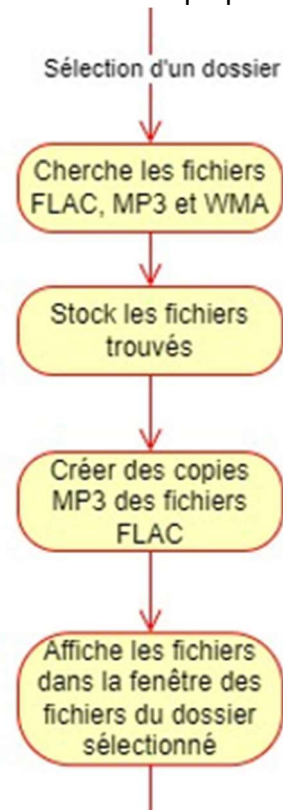 Sélection d'un dossier
Cherche les fichiers
FLAC, MP3 et WMA
Stock les fichiers
trouvés
Créer des copies
MP3 des fichiers
FLAC
Affiche les fichiers
dans la fenêtre des
fichiers du dossier
sélectionné